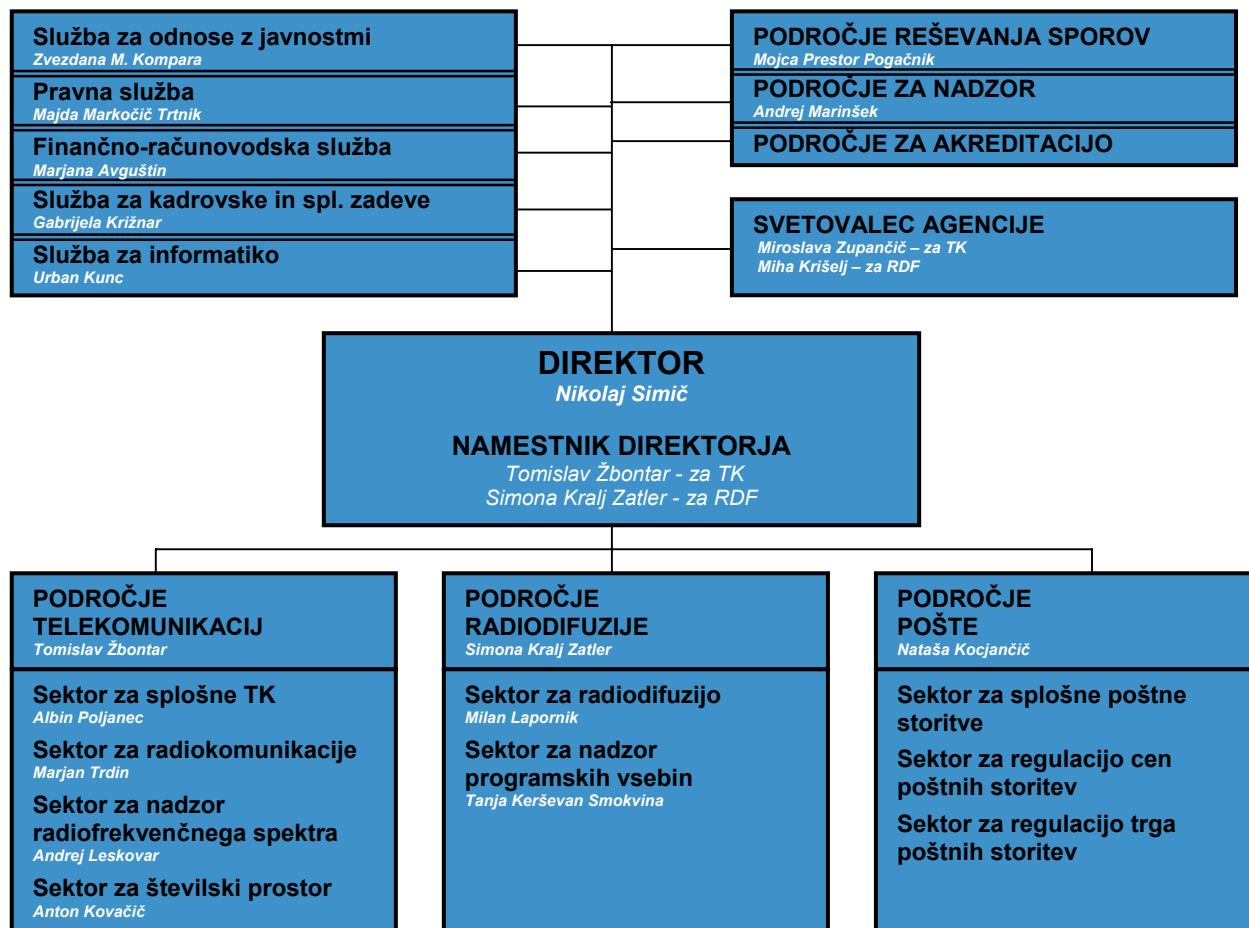 Služba za odnose z javnostmi
Zvezdana M. Kompara
Pravna služba
Majda Markočič Trtnik
Finančno-računovodska služba
Marjana Avguštin
Služba za kadrovske in spl. zadeve
Gabrijela Križnar
Služba za informatiko
Urban Kunc
PODROČJE REŠEVANJA SPOROV
Mojca Prestor Pogačnik
PODROČJE ZA NADZOR
Andrej Marinšek
PODROČJE ZA AKREDITACIJO
SVETOVALEC AGENCIJE
Miroslava Zupančič – za TK
Miha Krišelj – za RDF
DIREKTOR
Nikolaj Simič
NAMESTNIK DIREKTORJA
Tomislav Žbontar - za TK
Simona Kralj Zatler - za RDF
PODROČJE
TELEKOMUNIKACIJ
Tomislav Žbontar
Sektor za splošne TK
Albin Poljanec
Sektor za radiokomunikacije
Marjan Trdin
Sektor za nadzor
radiofrekvenčnega spektra
Andrej Leskovar
Sektor za številski prostor
Anton Kovačič
PODROČJE
RADIODIFUZIJE
Simona Kralj Zatler
Sektor za radiodifuzijo
Milan Lapornik
Sektor za nadzor
programskih vsebin
Tanja Kerševan Smokvina
PODROČJE
POŠTE
Nataša Kocjančič
Sektor za splošne poštne
storitve
Sektor za regulacijo cen
poštnih storitev
Sektor za regulacijo trga
poštnih storitev